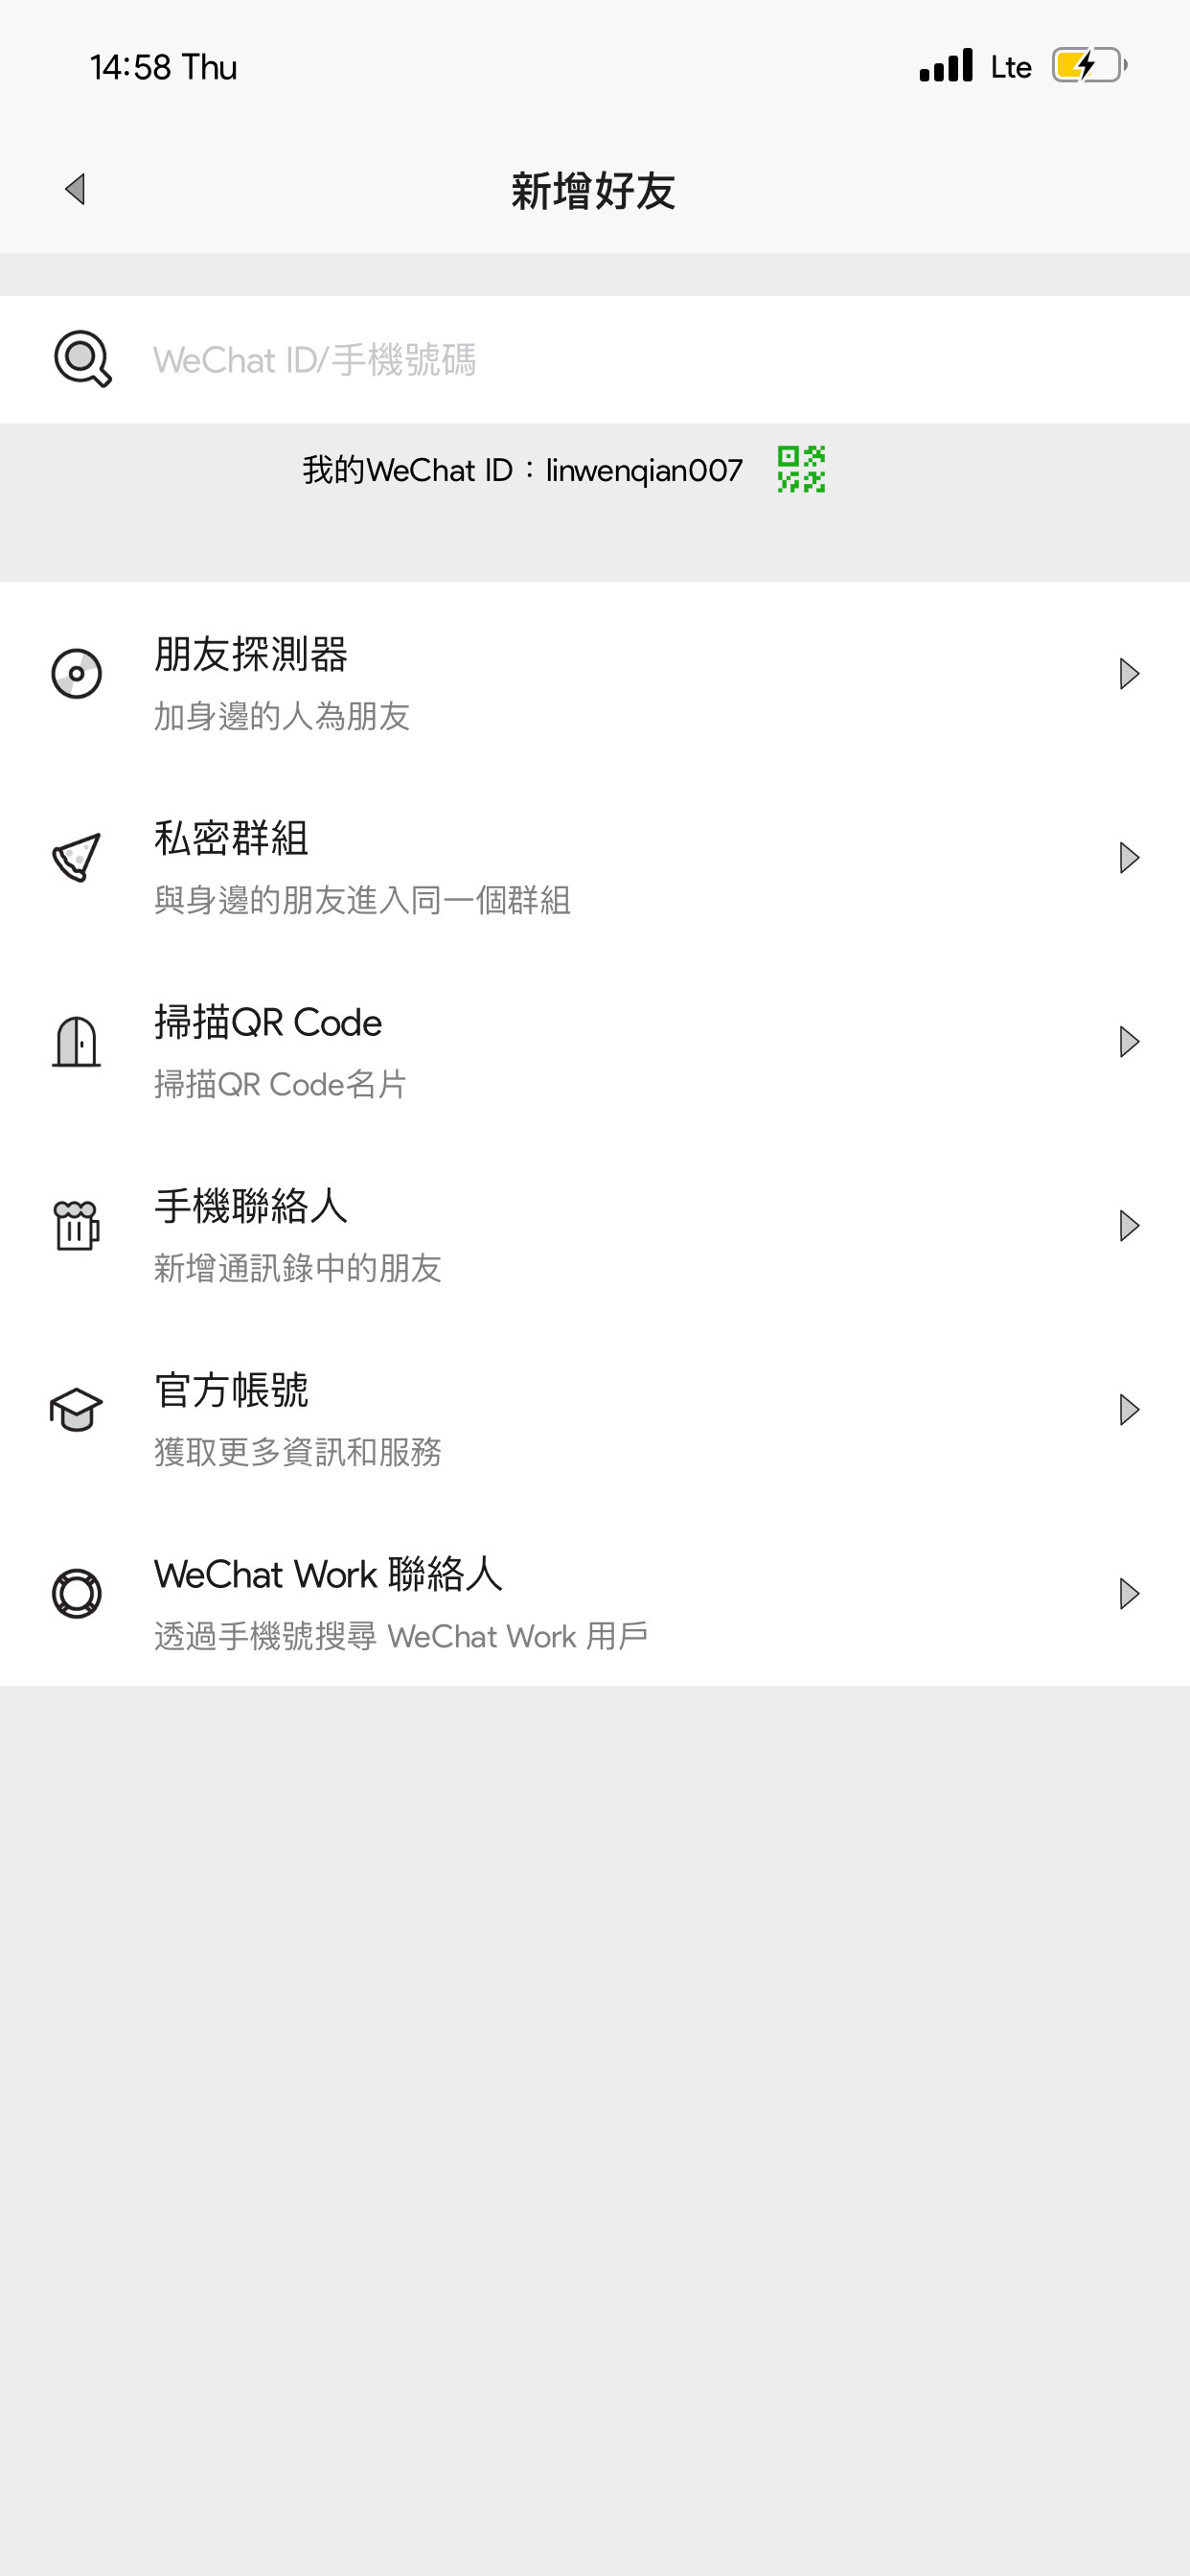 14:58 Thu
Lte
新增好友
WeChat ID/手機號碼
我的WeChat ID：linwenqian007
朋友探測器
加身邊的人為朋友
私密群組
與身邊的朋友進入同一個群組
掃描QR Code
掃描QR Code名片
手機聯絡人
新增通訊錄中的朋友
官方帳號
獲取更多資訊和服務
WeChat Work 聯絡人
透過手機號搜尋 WeChat Work 用戶